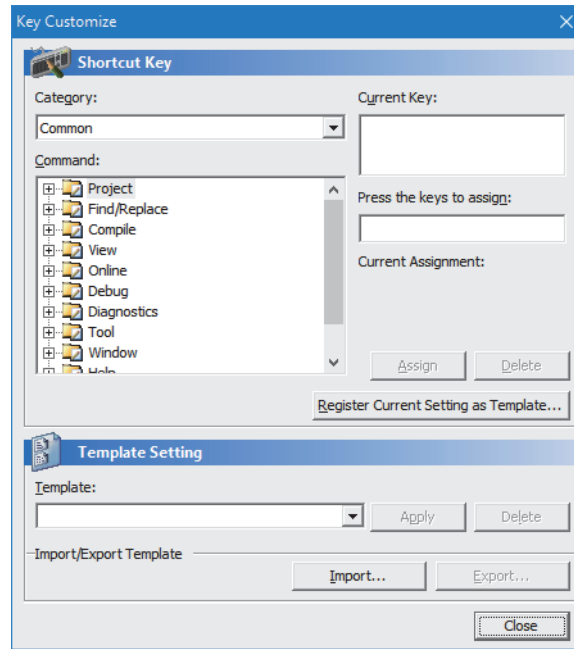 Key Customize
Shortcut Key
Category:
Common
Command:
Project
Find/Replace
Compile
View
Online
Debug
Diagnostics
Tool
Window
Help
Current Key:
Press the keys to assign:
Current Assignment:
Assign
Delete
Register Current Setting as Template...
Template Setting
Template:
Apply
Delete
Import/Export Template
Import...
Export...
Close